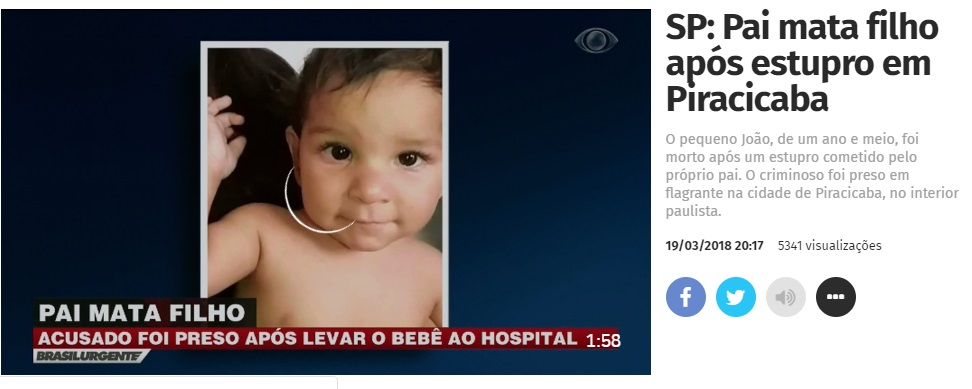 PAI MATA FILHO
ACUSADO FOI PRESO APÓS LEVAR O BEBÊ AO HOSPITAL
1:58
BRASILURGENTE
SP: Pai mata filho
após estupro em
Piracicaba
O pequeno João, de um ano e meio, foi
morto após um estupro cometido pelo
próprio pai. O criminoso foi preso em
flagrante na cidade de Piracicaba, no interior
paulista.
19/03/2018 20:17 5341 visualizações